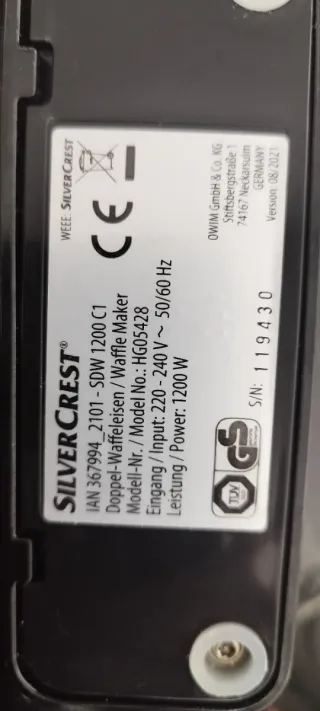 SILVERCREST®
IAN 367994_2101 - SDW 1200 C1
Doppel-Waffeleisen / Waffle Maker
Modell-Nr. / Model No.: HG05428
Eingang / Input: 220 - 240 V ~ 50/60 Hz
Leistung / Power: 1200 W
WEEE SILVERCREST
CE
TÜV
GS
S/N: 119430
OWIM GmbH & Co. KG
Stiftsbergstraße 1
74167 Neckarsulm
GERMANY
Version: 08/2021